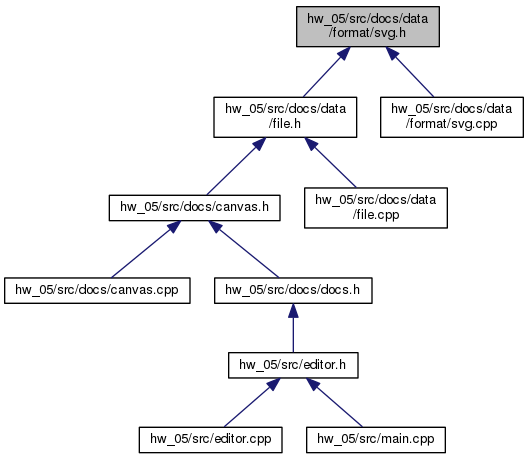 hw_05/src/docs/data
/format/svg.h
hw_05/src/docs/data
/file.h
hw_05/src/docs/data
/format/svg.cpp
hw_05/src/docs/canvas.h
hw_05/src/docs/data
/file.cpp
hw_05/src/docs/canvas.cpp
hw_05/src/docs/docs.h
hw_05/src/editor.h
hw_05/src/editor.cpp
hw_05/src/main.cpp